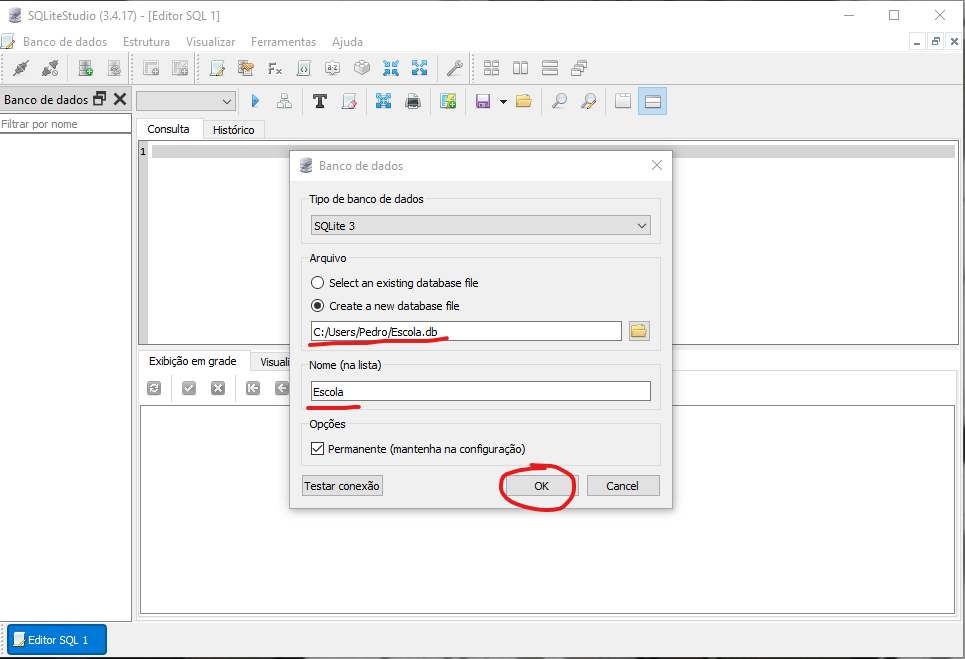 SQLiteStudio (3.4.17) - [Editor SQL 1]
Banco de dados Estrutura Visualizar Ferramentas Ajuda
Banco de dados
Filtrar por nome
Consulta Histórico
1
Banco de dados
Tipo de banco de dados
SQLite 3
Arquivo
Select an existing database file
Create a new database file
C:/Users/Pedro/Escola.db
Nome (na lista)
Escola
Opções
Permanente (mantenha na configuração)
Testar conexão OK Cancel
Exibição em grade Visuali
Editor SQL 1